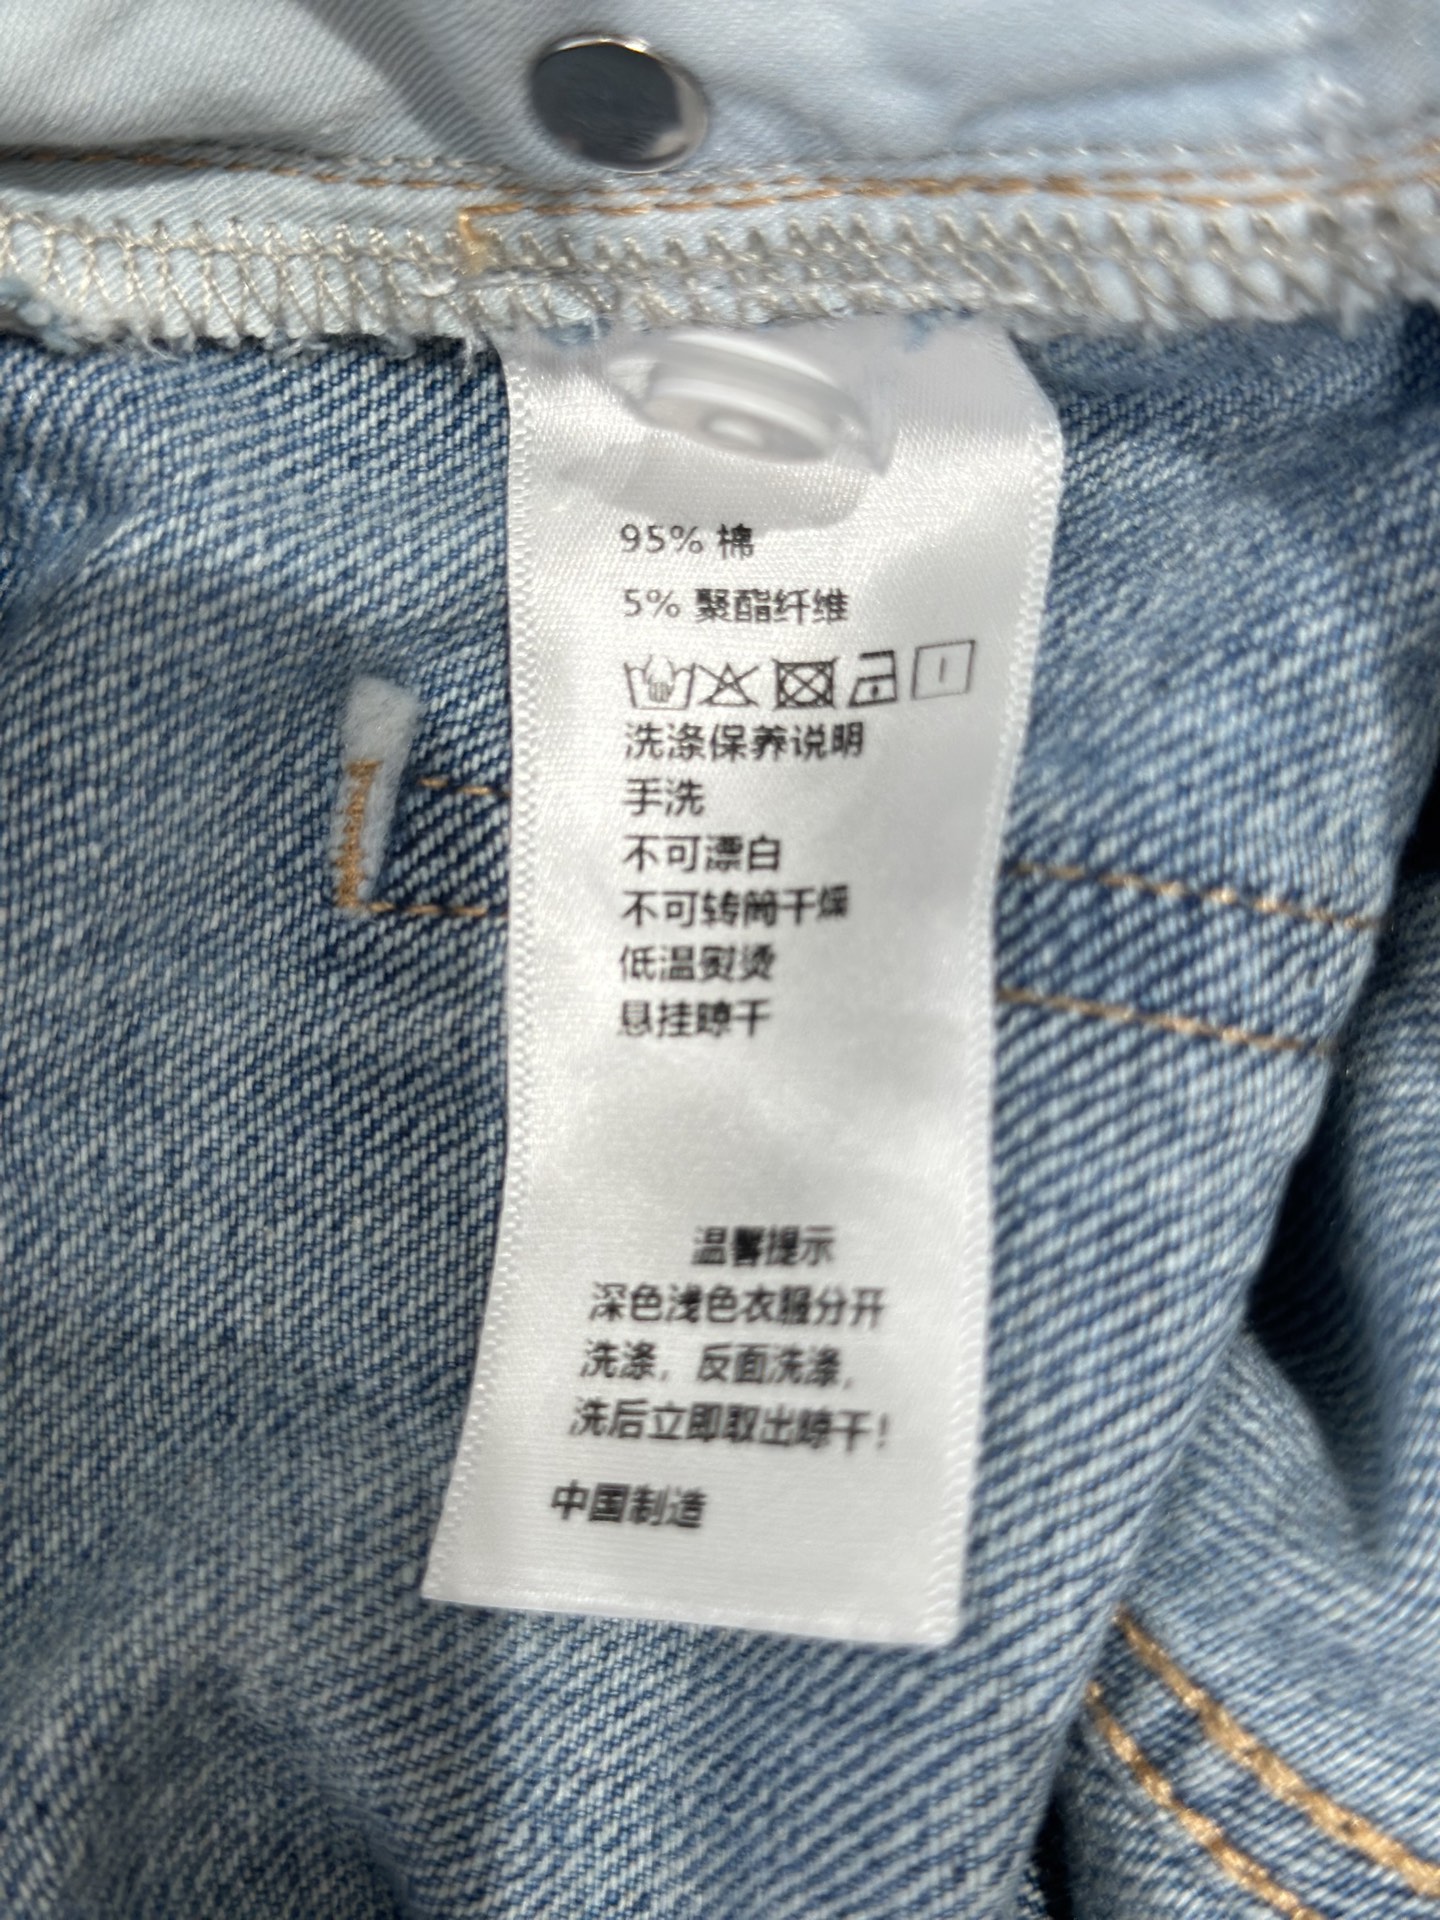 95% 棉
5% 聚酯纤维
洗涤保养说明
手洗
不可漂白
不可转筒干燥
低温熨烫
悬挂晾干
温馨提示
深色浅色衣服分开
洗涤，反面洗涤，
洗后立即取出晾干！
中国制造